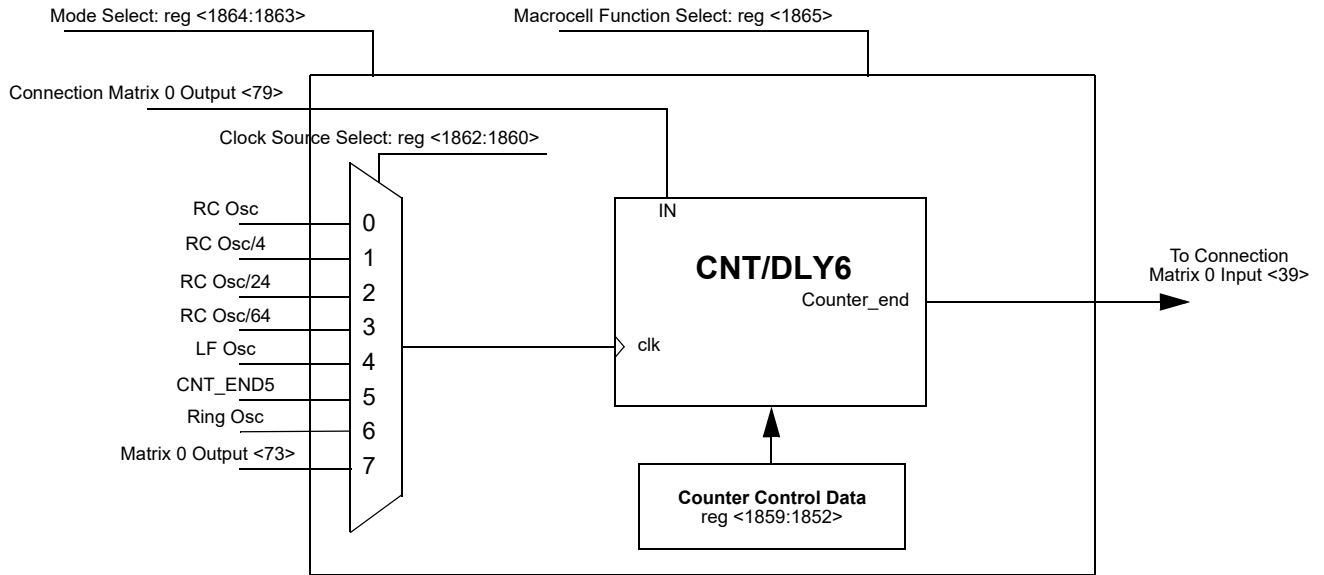 Mode Select: reg <1864:1863>
Macrocell Function Select: reg <1865>
Connection Matrix 0 Output <79>
Clock Source Select: reg <1862:1860>
RC Osc
0
RC Osc/4
1
RC Osc/24
2
RC Osc/64
3
LF Osc
4
CNT_END5
5
Ring Osc
6
Matrix 0 Output <73>
7
IN
CNT/DLY6
Counter_end
clk
To Connection
Matrix 0 Input <39>
Counter Control Data
reg <1859:1852>